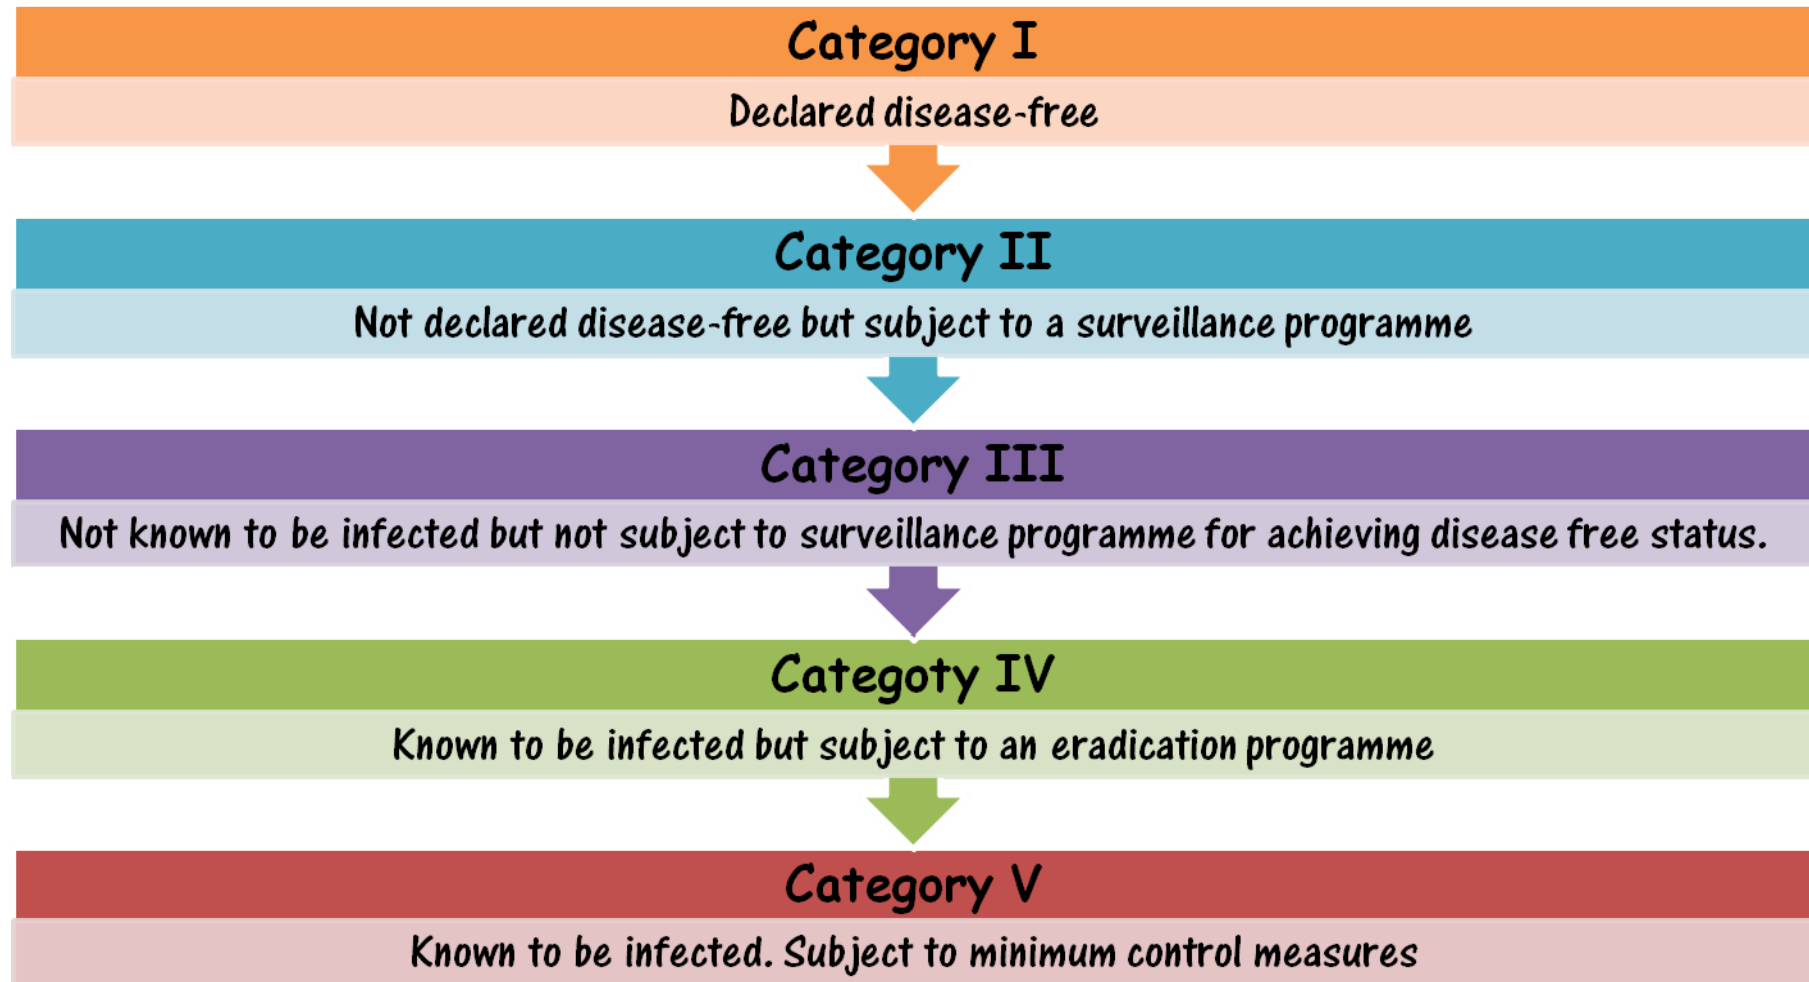 Category I
Declared disease-free
Category II
Not declared disease-free but subject to a surveillance programme
Category III
Not known to be infected but not subject to surveillance programme for achieving disease free status.
Categoty IV
Known to be infected but subject to an eradication programme
Category V
Known to be infected. Subject to minimum control measures